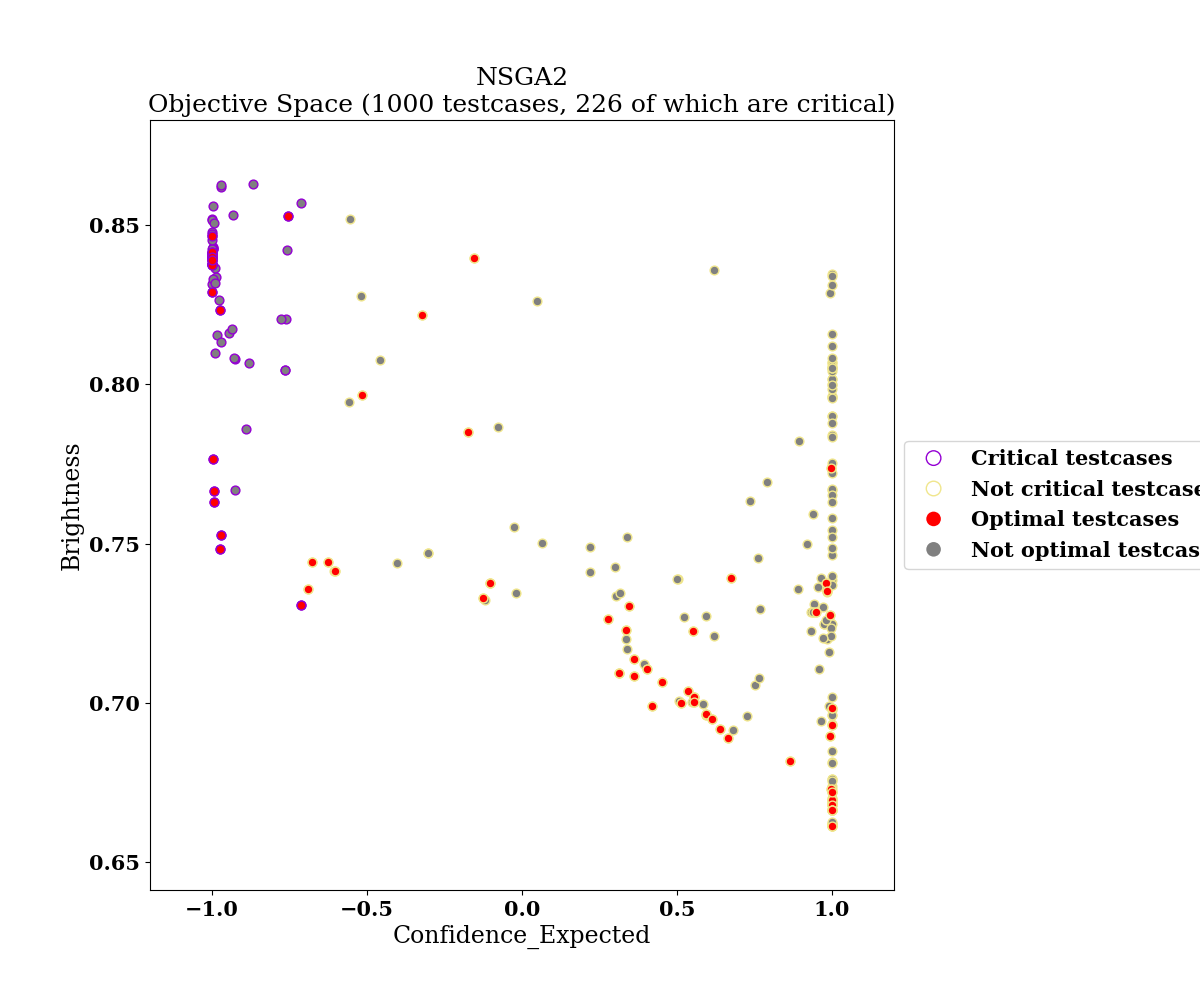 NSGA2
Objective Space (1000 testcases, 226 of which are critical)
0.85
0.80
0.75
0.70
0.65
Brightness
−1.0
−0.5
0.0
0.5
1.0
Confidence_Expected
Critical testcases
Not critical testcase
Optimal testcases
Not optimal testcas